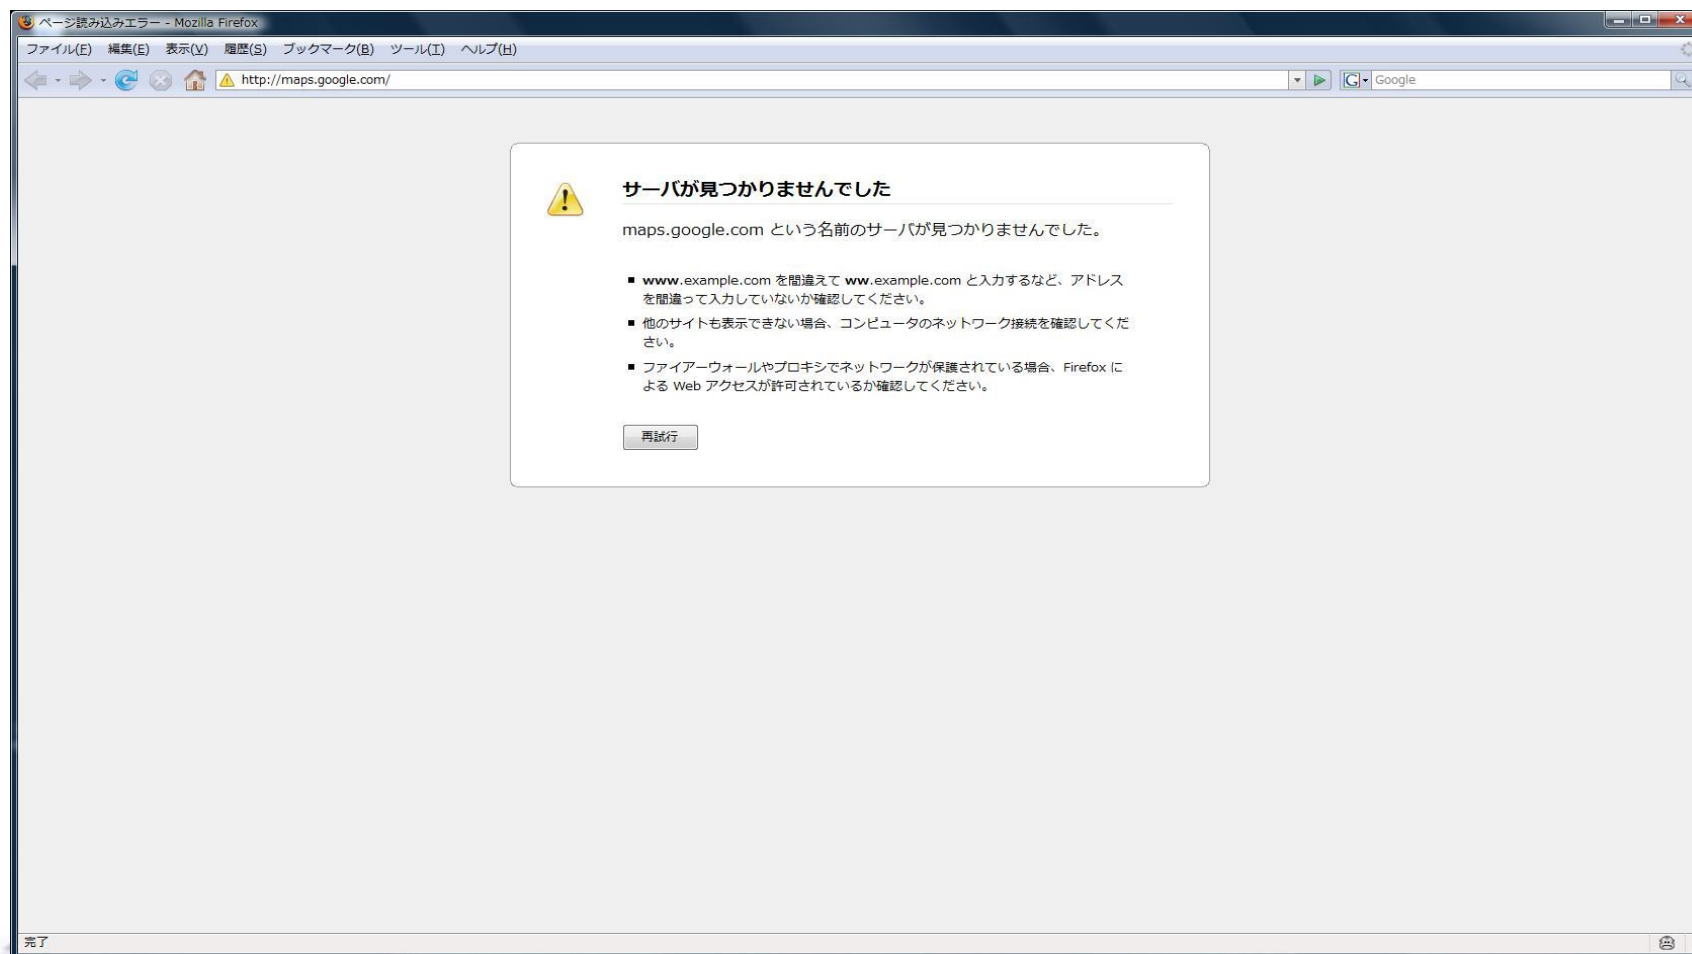 ページ読み込みエラー - Mozilla Firefox
ファイル(F) 編集(E) 表示(V) 履歴(S) ブックマーク(B) ツール(T) ヘルプ(H)
http://maps.google.com/ G Google
サーバが見つかりませんでした
maps.google.com という名前のサーバが見つかりませんでした。
www.example.com を間違えて ww.example.com と入力するなど、アドレス
を間違って入力していないか確認してください。
他のサイトも表示できない場合、コンピュータのネットワーク接続を確認してくだ
さい。
ファイアーウォールやプロキシでネットワークが保護されている場合、Firefox に
よる Web アクセスが許可されているか確認してください。
再試行
完了